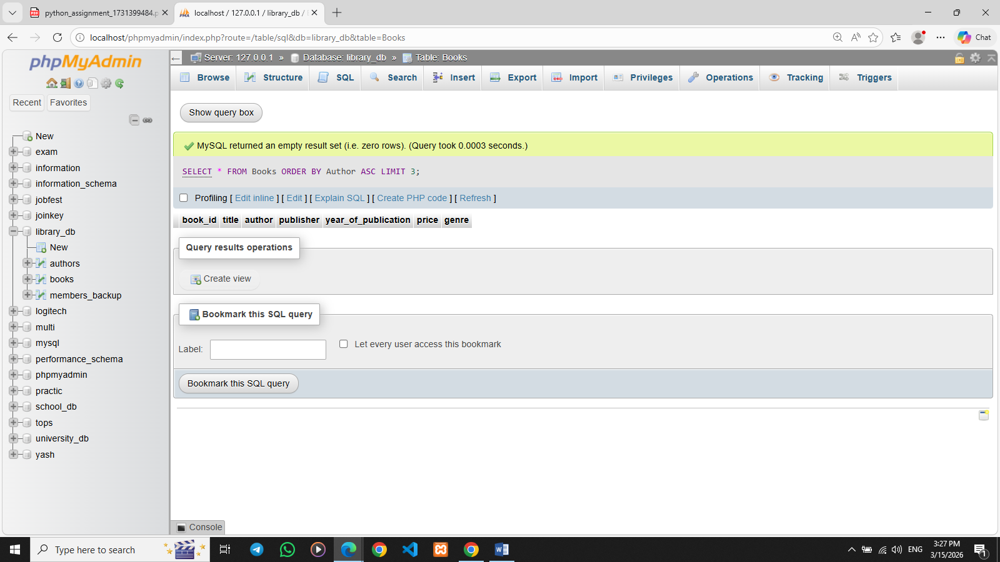 python_assignment_1731399484.p
localhost / 127.0.0.1 / library_db /
localhost/phpmyadmin/index.php?route=/table/sql&db=library_db&table=Books
Chat
phpMyAdmin
Recent
Favorites
New
exam
information
information_schema
jobfest
joinkey
library_db
New
authors
books
members_backup
logitech
multi
mysql
performance_schema
phpmyadmin
practic
school_db
tops
university_db
yash
Server: 127.0.0.1 » Database: library_db » Table: Books
Browse Structure SQL Search Insert Export Import Privileges Operations Tracking Triggers
Show query box
MySQL returned an empty result set (i.e. zero rows). (Query took 0.0003 seconds.)
SELECT * FROM Books ORDER BY Author ASC LIMIT 3;
Profiling [ Edit inline ] [ Edit ] [ Explain SQL ] [ Create PHP code ] [ Refresh ]
book_id title author publisher year_of_publication price genre
Query results operations
Create view
Bookmark this SQL query
Label:
Let every user access this bookmark
Bookmark this SQL query
Console
Type here to search
ENG
3:27 PM
3/15/2026
1